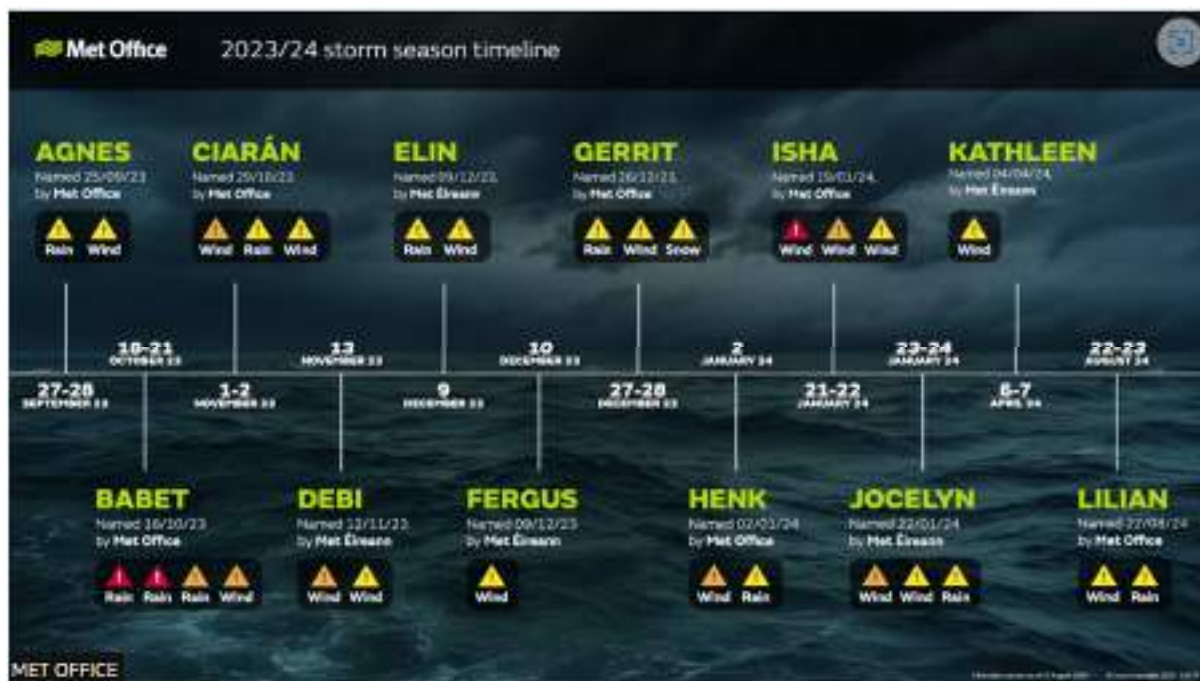 Met Office 2023/24 storm season timeline
AGNES
Named 25/09/23
by Met Office
Rain Wind
CIARÁN
Named 29/10/23
by Met Office
Wind Rain Wind
ELIN
Named 09/12/23,
by Met Éireann
Rain Wind
GERRIT
Named 26/12/23,
by Met Office
Rain Wind Snow
ISHA
Named 19/01/24,
by Met Office
Wind Wind Wind
KATHLEEN
Named 04/04/24,
by Met Éireann
Wind
18-21
OCTOBER 23
13
NOVEMBER 23
10
DECEMBER 23
2
JANUARY 24
23-24
JANUARY 24
22-23
AUGUST 24
27-28
SEPTEMBER 23
1-2
NOVEMBER 23
9
DECEMBER 23
27-28
DECEMBER 23
21-22
JANUARY 24
6-7
APRIL 24
BABET
Named 16/10/23
by Met Office
Rain Rain Rain Wind
DEBI
Named 12/11/23,
by Met Éireann
Wind Wind
FERGUS
Named 09/12/23
by Met Éireann
Wind
HENK
Named 02/01/24
by Met Office
Wind Rain
JOCELYN
Named 22/01/24
by Met Éireann
Wind Wind Rain
LILIAN
Named 22/08/24
by Met Office
Wind Rain
MET OFFICE